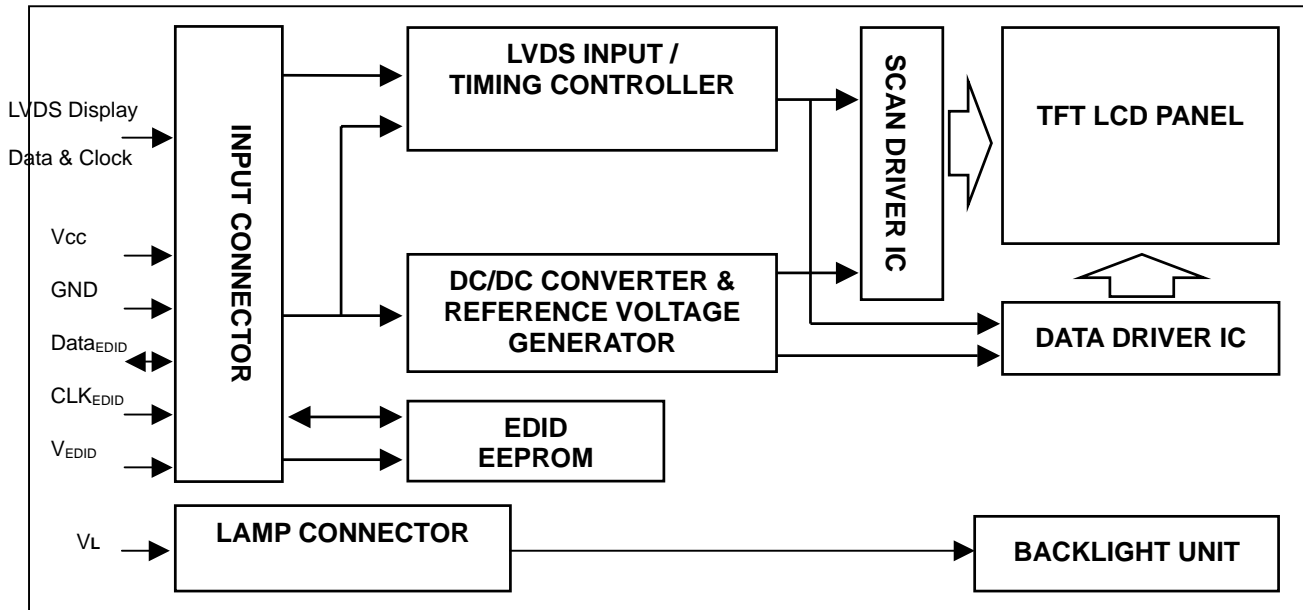 LVDS Display
Data & Clock
Vcc
GND
DataEDID
CLKEDID
VEDID
VL
INPUT CONNECTOR
LVDS INPUT /
TIMING CONTROLLER
DC/DC CONVERTER &
REFERENCE VOLTAGE
GENERATOR
EDID
EEPROM
LAMP CONNECTOR
SCAN DRIVER IC
TFT LCD PANEL
DATA DRIVER IC
BACKLIGHT UNIT